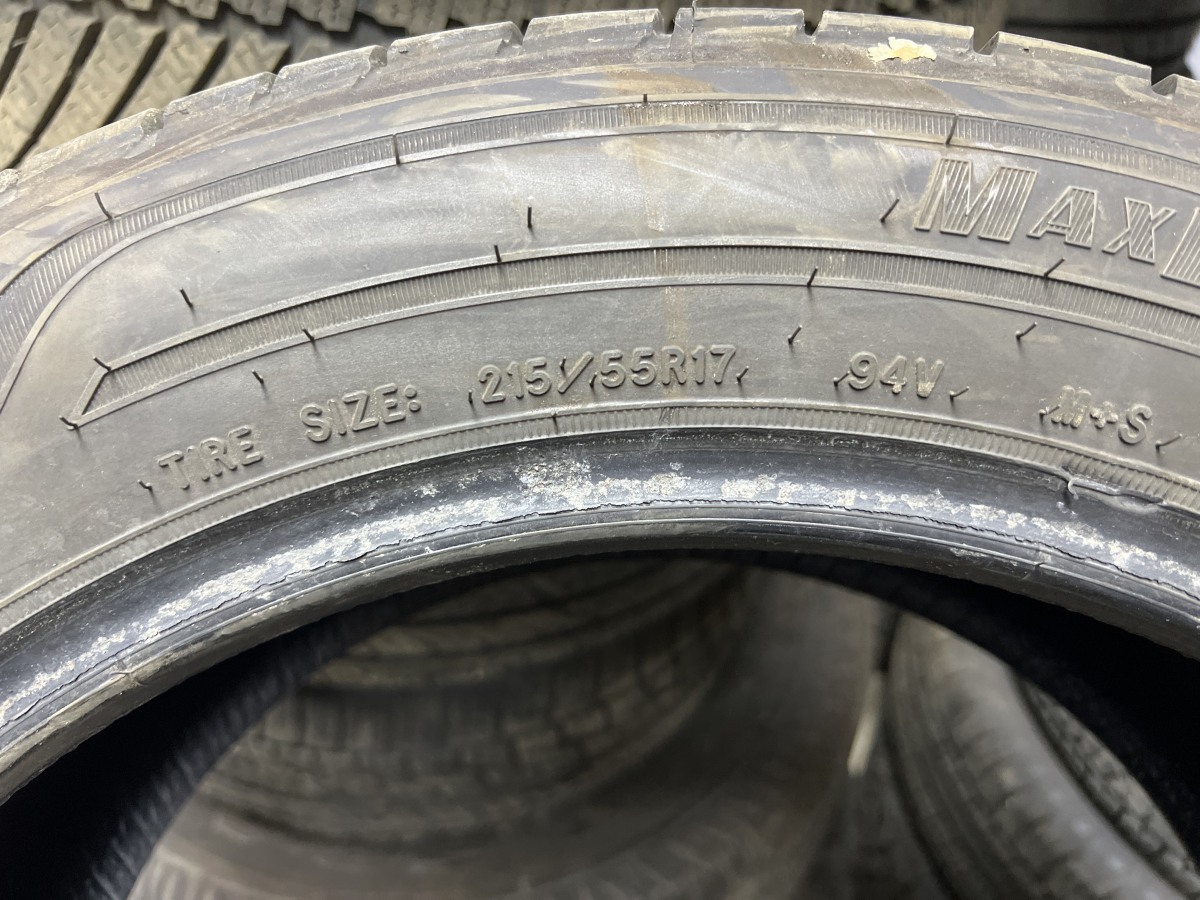 MAX
TIRE SIZE: 215/55R17 94V M+S